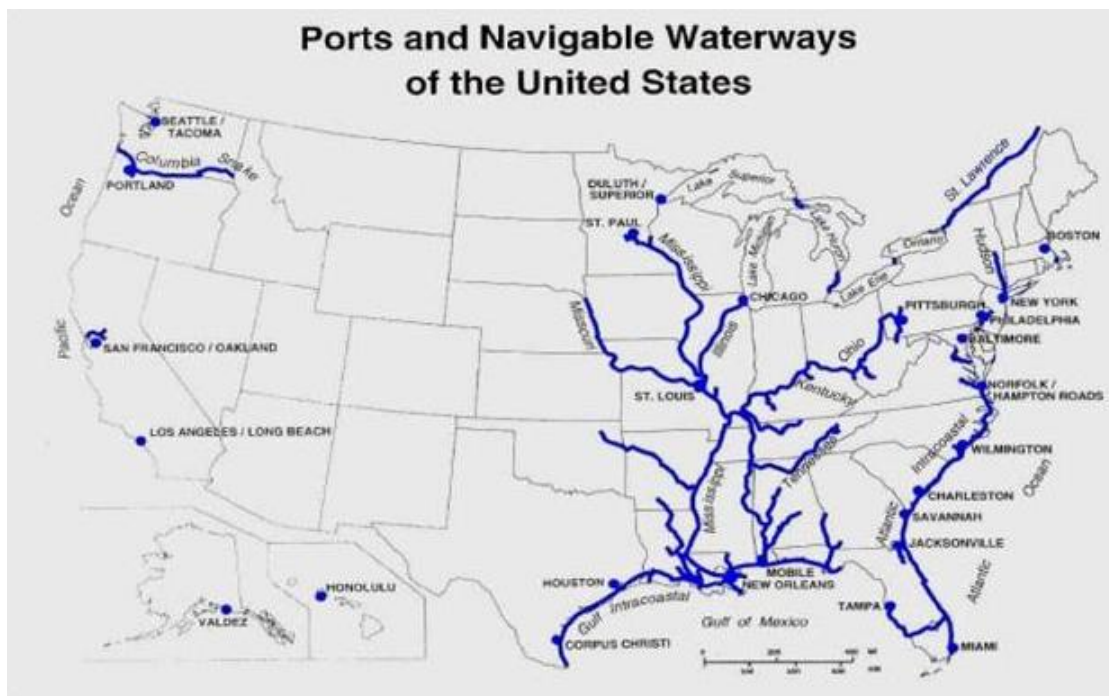 Ports and Navigable Waterways
of the United States
SEATTLE /
TACOMA
Columbia
Snake
PORTLAND
Ocean
Pacific
SAN FRANCISCO / OAKLAND
LOS ANGELES / LONG BEACH
VALDEZ
HONOLULU
DULUTH /
SUPERIOR
Lake Superior
ST. PAUL
Mississippi
Lake Michigan
Lake Huron
Lake Erie
Ontario
St. Lawrence
Hudson
BOSTON
CHICAGO
PITTSBURGH
NEW YORK
PHILADELPHIA
BALTIMORE
Missouri
Illinois
Ohio
Kentucky
ST. LOUIS
NORFOLK /
HAMPTON ROADS
Intracoastal
WILMINGTON
Ocean
Mississippi
Tennessee
CHARLESTON
SAVANNAH
Atlantic
JACKSONVILLE
Atlantic
HOUSTON
MOBILE
NEW ORLEANS
Gulf Intracoastal
TAMPA
Gulf of Mexico
CORPUS CHRISTI
MIAMI